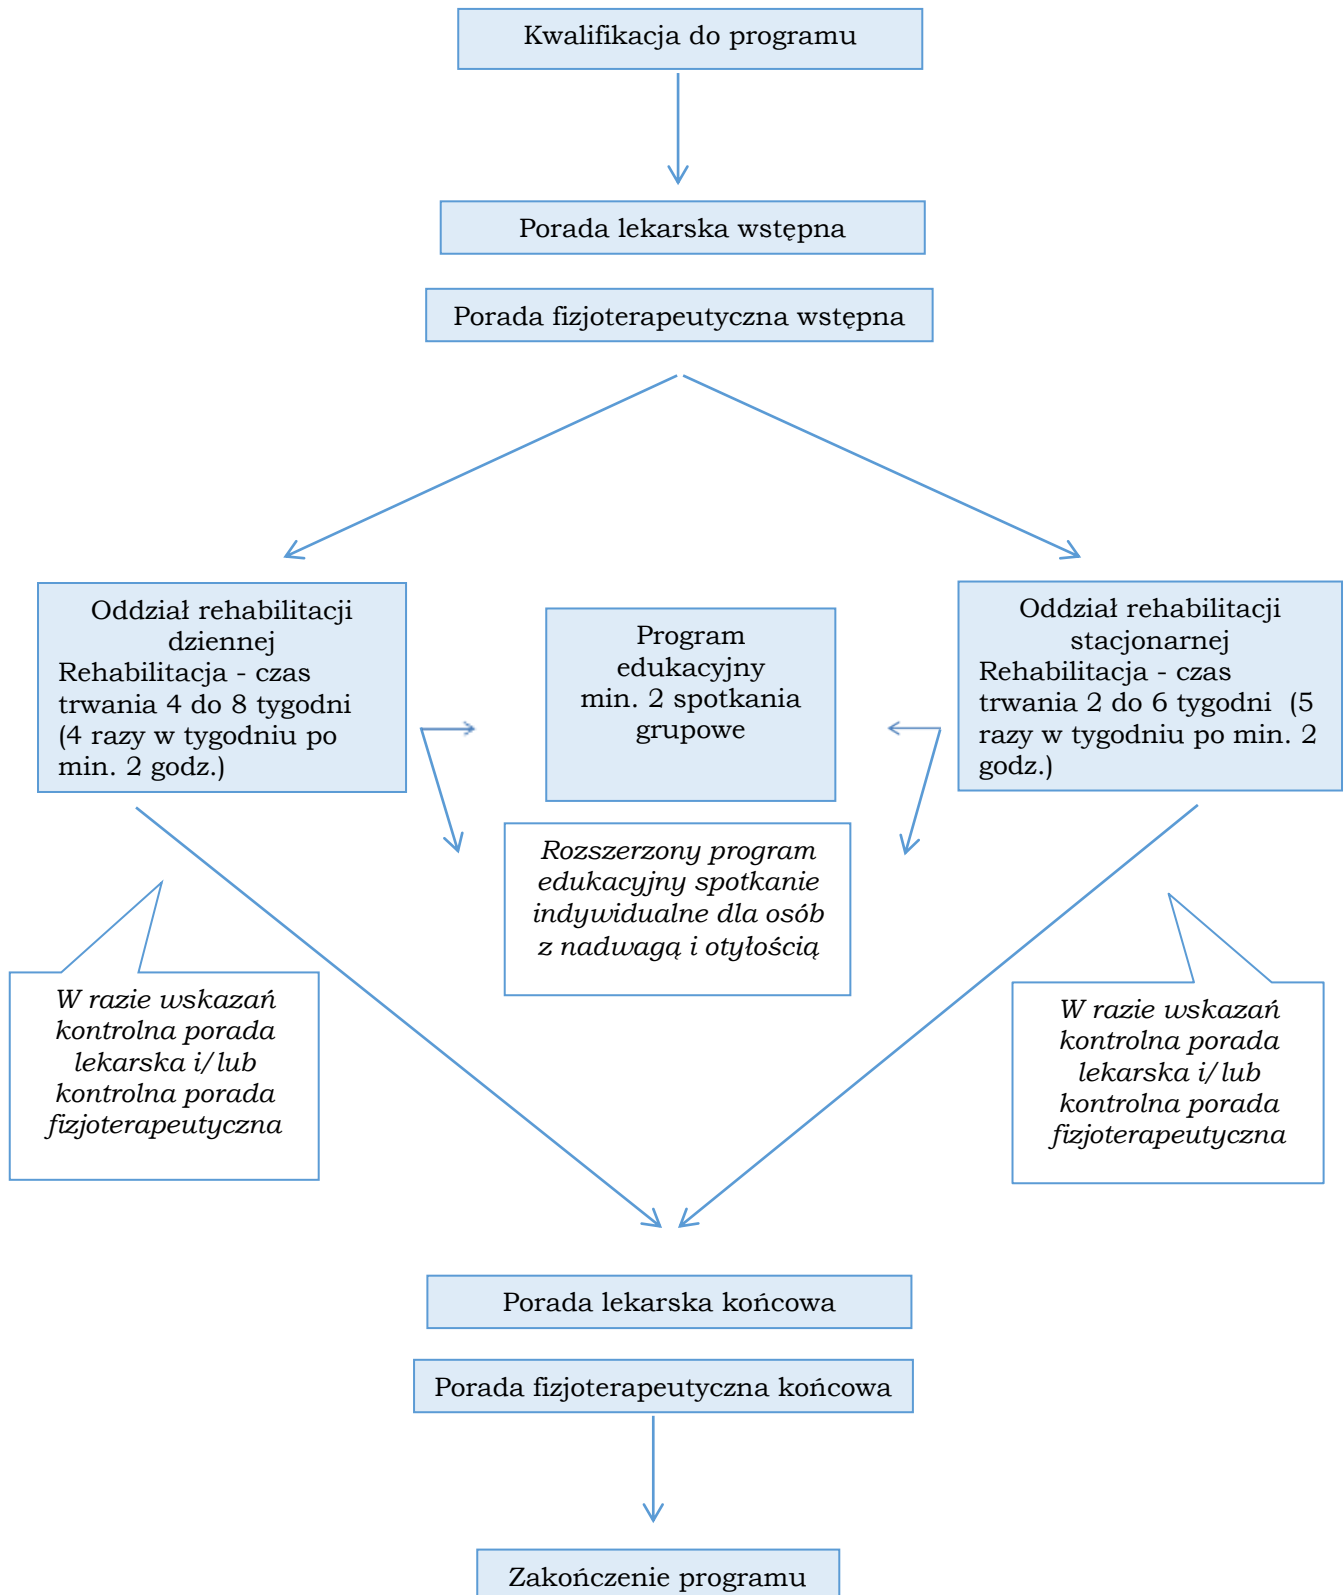 Kwalifikacja do programu
Porada lekarska wstępna
Porada fizjoterapeutyczna wstępna
Oddział rehabilitacji
dziennej
Rehabilitacja - czas
trwania 4 do 8 tygodni
(4 razy w tygodniu po
min. 2 godz.)
Program
edukacyjny
min. 2 spotkania
grupowe
Oddział rehabilitacji
stacjonarnej
Rehabilitacja - czas
trwania 2 do 6 tygodni (5
razy w tygodniu po min. 2
godz.)
Rozszerzony program
edukacyjny spotkanie
indywidualne dla osób
z nadwagą i otyłością
W razie wskazań
kontrolna porada
lekarska i/lub
kontrolna porada
fizjoterapeutyczna
W razie wskazań
kontrolna porada
lekarska i/lub
kontrolna porada
fizjoterapeutyczna
Porada lekarska końcowa
Porada fizjoterapeutyczna końcowa
Zakończenie programu